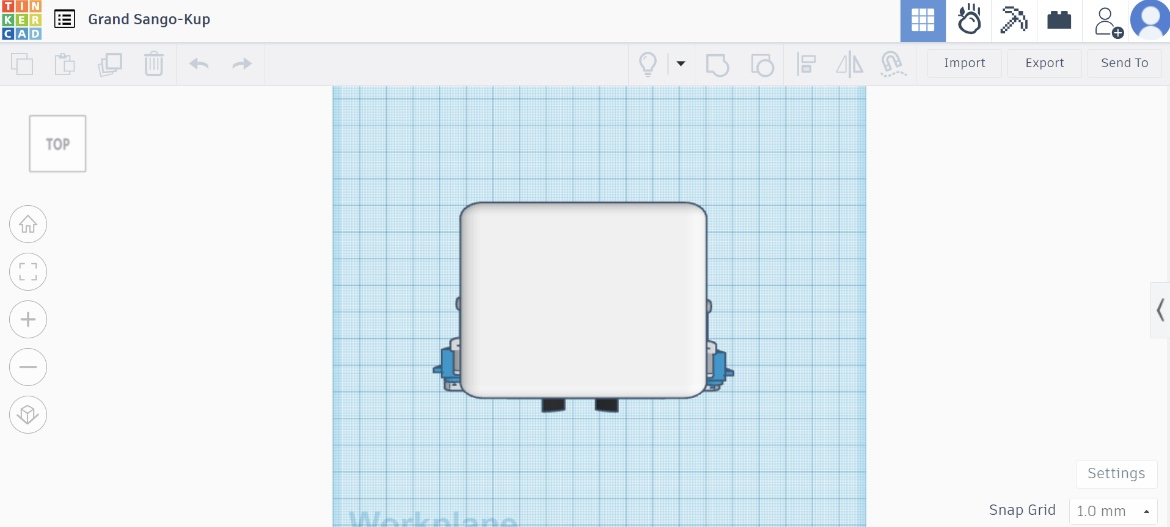 TIN
KER
CAD
Grand Sango-Kup
Import
Export
Send To
TOP
Workplane
Settings
Snap Grid
1.0 mm